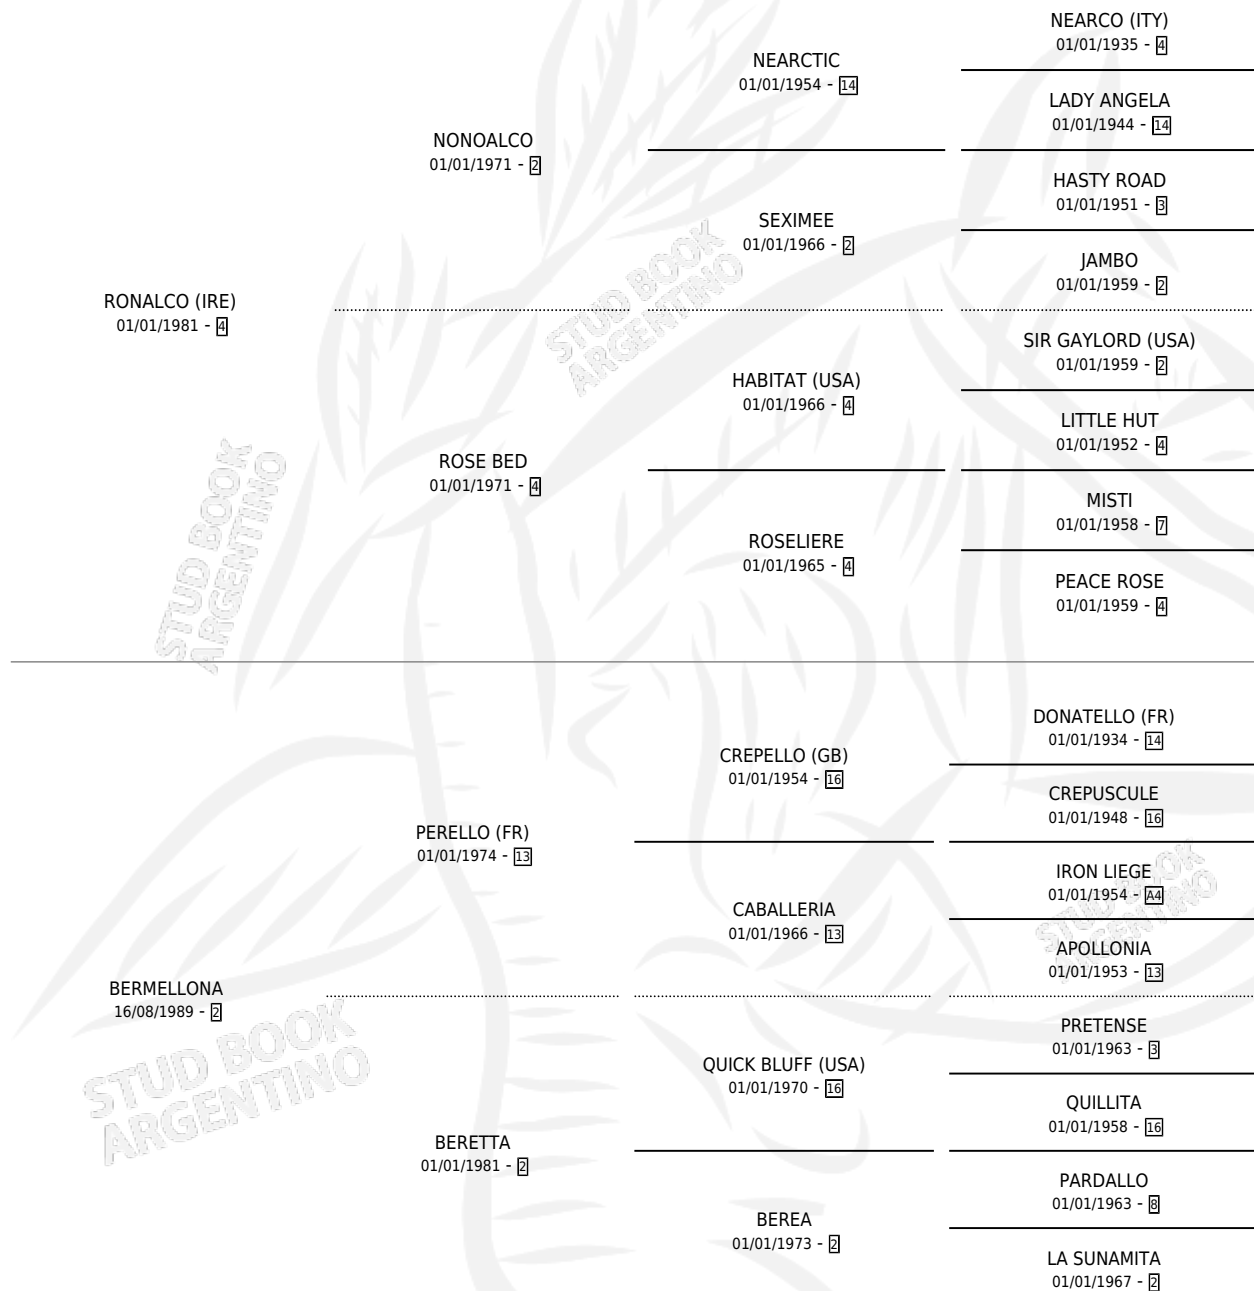 NEARCO (ITY)
01/01/1935 - 4
NEARCTIC
01/01/1954 - 14
LADY ANGELA
01/01/1944 - 14
NONOALCO
01/01/1971 - 2
HASTY ROAD
01/01/1951 - 3
SEXIMEE
01/01/1966 - 2
JAMBO
01/01/1959 - 2
RONALCO (IRE)
01/01/1981 - 4
SIR GAYLORD (USA)
01/01/1959 - 2
HABITAT (USA)
01/01/1966 - 4
LITTLE HUT
01/01/1952 - 4
ROSE BED
01/01/1971 - 4
MISTI
01/01/1958 - 7
ROSELIERE
01/01/1965 - 4
PEACE ROSE
01/01/1959 - 4
DONATELLO (FR)
01/01/1934 - 14
CREPELLO (GB)
01/01/1954 - 16
CREPUSCULE
01/01/1948 - 16
PERELLO (FR)
01/01/1974 - 13
IRON LIEGE
01/01/1954 - A4
CABALLERIA
01/01/1966 - 13
APOLLONIA
01/01/1953 - 13
BERMELLONA
16/08/1989 - 2
PRETENSE
01/01/1963 - 3
QUICK BLUFF (USA)
01/01/1970 - 16
QUILLITA
01/01/1958 - 16
BERETTA
01/01/1981 - 2
PARDALLO
01/01/1963 - 8
BEREA
01/01/1973 - 2
LA SUNAMITA
01/01/1967 - 2
STUD BOOK
ARGENTINO
STUD BOOK
ARGENTINO
STUD BOOK
ARGENTINO
STUD BOOK
ARGENTINO